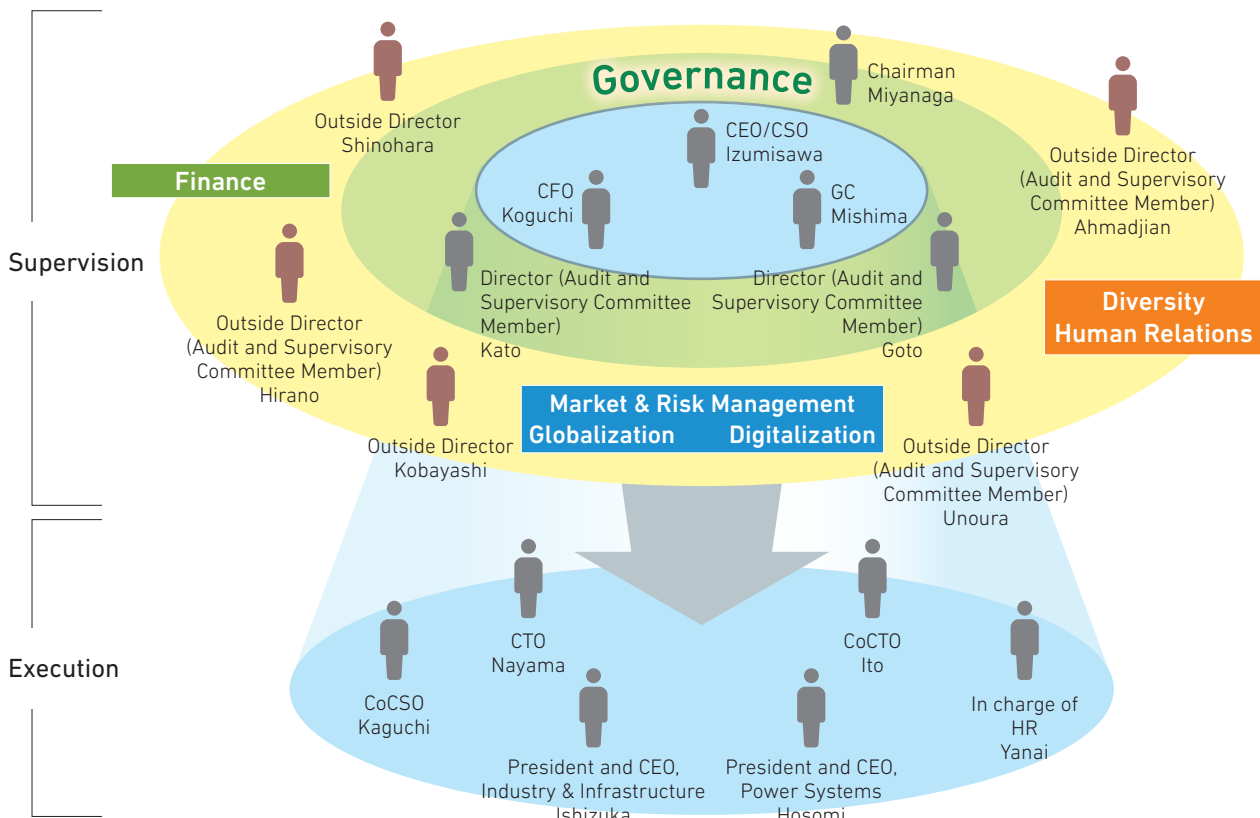 Governance
Chairman
Miyanaga
Outside Director
Shinohara
CEO/CSO
Izumisawa
Outside Director
(Audit and Supervisory
Committee Member)
Ahmadjian
Finance
CFO
Koguchi
GC
Mishima
Supervision
Director (Audit and
Supervisory Committee
Member)
Kato
Director (Audit and
Supervisory Committee
Member)
Goto
Diversity
Human Relations
Outside Director
(Audit and Supervisory
Committee Member)
Hirano
Market & Risk Management
Globalization Digitalization
Outside Director
Kobayashi
Outside Director
(Audit and Supervisory
Committee Member)
Unoura
Execution
CTO
Nayama
CoCTO
Ito
CoCSO
Kaguchi
In charge of
HR
Yanai
President and CEO,
Industry & Infrastructure
Ishizuka
President and CEO,
Power Systems
Hosomi